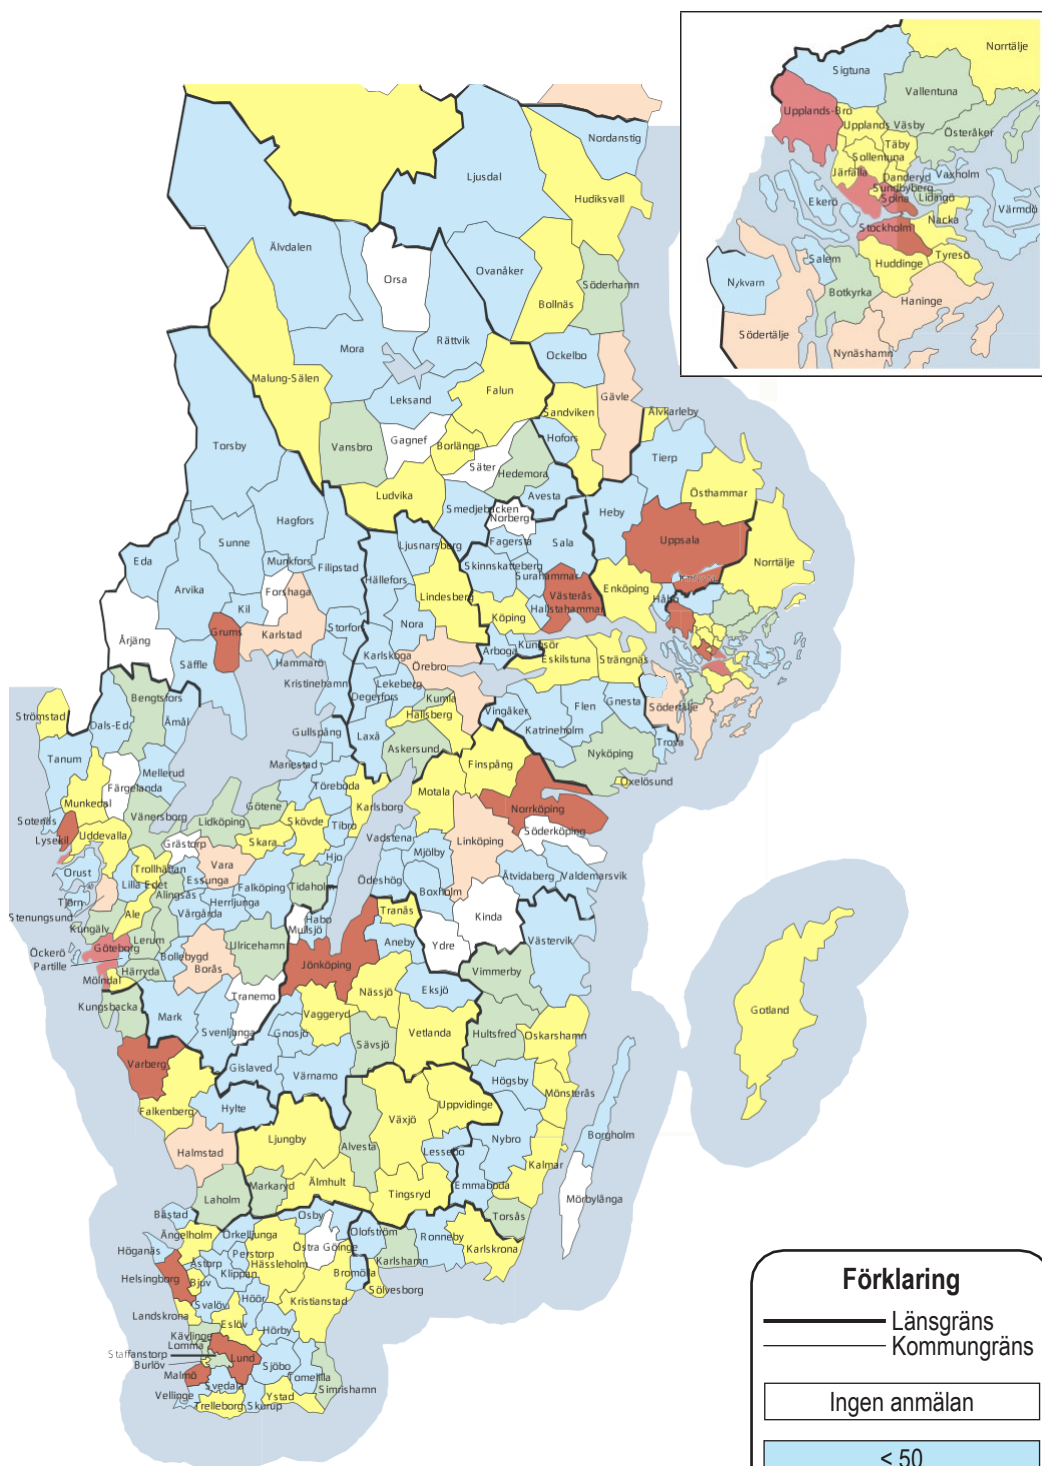 Norrtälje
Sigtuna
Vallentuna
Upplands-Bro
Upplands Väsby
Österåker
Täby
Sollentuna
Järfälla
Danderyd
Vaxholm
Sundbyberg
Solna
Lidingö
Ekerö
Värmdö
Nacka
Stockholm
Tyresö
Salem
Huddinge
Nykvarn
Botkyrka
Haninge
Södertälje
Nynäshamn
Nordanstig
Ljusdal
Hudiksvall
Älvdalen
Orsa
Ovanåker
Söderhamn
Bollnäs
Mora
Rättvik
Ockelbo
Malung-Sälen
Leksand
Falun
Gävle
Sandviken
Älvkarleby
Torsby
Vansbro
Gagnef
Borlänge
Hofors
Tierp
Säter
Hedemora
Östhammar
Ludvika
Avesta
Smedjebacken
Heby
Norberg
Hagfors
Sunne
Ljusnarsberg
Fagersta
Sala
Uppsala
Eda
Munkfors
Filipstad
Skinnskatteberg
Norrtälje
Arvika
Hällefors
Surahammar
Forshaga
Lindesberg
Västerås
Enköping
Håbo
Kil
Köping
Hallstahammar
Årjäng
Grums
Karlstad
Storfors
Nora
Säffle
Hammarö
Karlskoga
Örebro
Arboga
Kungsör
Eskilstuna
Strängnäs
Kristinehamn
Lekeberg
Degerfors
Bengtsfors
Kumla
Hallsberg
Vingåker
Flen
Gnesta
Södertälje
Strömstad
Dals-Ed
Åmål
Gullspång
Laxå
Katrineholm
Trosa
Askersund
Nyköping
Tanum
Mellerud
Mariestad
Finspång
Oxelösund
Färgelanda
Töreboda
Karlsborg
Motala
Munkedal
Götene
Norrköping
Sotenäs
Vänersborg
Lidköping
Skövde
Tibro
Söderköping
Lysekil
Uddevalla
Grästorp
Skara
Vadstena
Linköping
Hjo
Mjölby
Orust
Trollhättan
Vara
Essunga
Falköping
Tidaholm
Ödeshög
Åtvidaberg
Valdemarsvik
Lilla Edet
Boxholm
Tjörn
Alingsås
Herrljunga
Stenungsund
Ale
Vårgårda
Habo
Tranås
Kinda
Kungälv
Mullsjö
Öckerö
Göteborg
Lerum
Ulricehamn
Aneby
Ydre
Västervik
Partille
Bollebygd
Borås
Jönköping
Härryda
Vimmerby
Mölndal
Eksjö
Kungsbacka
Tranemo
Nässjö
Mark
Vaggeryd
Gotland
Svenljunga
Gnosjö
Vetlanda
Hultsfred
Oskarshamn
Sävsjö
Varberg
Gislaved
Värnamo
Högsby
Mönsterås
Falkenberg
Hylte
Uppvidinge
Växjö
Borgholm
Ljungby
Nybro
Halmstad
Alvesta
Lessebo
Kalmar
Markaryd
Älmhult
Emmaboda
Laholm
Tingsryd
Mörbylånga
Båstad
Osby
Torsås
Höganäs
Ängelholm
Örkelljunga
Olofström
Ronneby
Östra Göinge
Karlskrona
Perstorp
Åstorp
Hässleholm
Karlshamn
Helsingborg
Klippan
Bromölla
Bjuv
Sölvesborg
Svalöv
Höör
Kristianstad
Landskrona
Eslöv
Hörby
Kävlinge
Lomma
Staffanstorp
Lund
Burlöv
Sjöbo
Malmö
Tomelilla
Simrishamn
Svedala
Vellinge
Ystad
Trelleborg
Skurup
Förklaring
Länsgräns
Kommungräns
Ingen anmälan
< 50